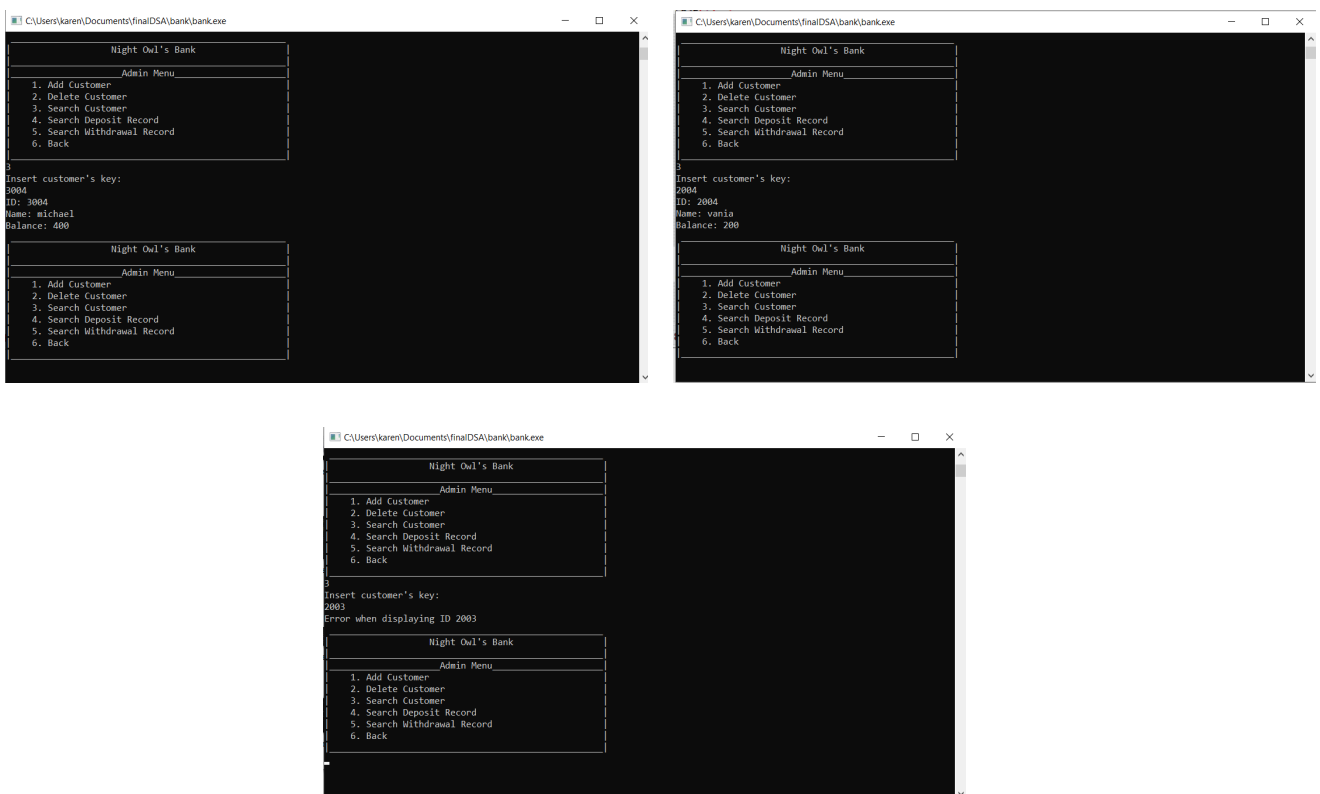 C:\Users\karen\Documents\finalDSA\bank\bank.exe
Night Owl's Bank
Admin Menu
1. Add Customer
2. Delete Customer
3. Search Customer
4. Search Deposit Record
5. Search Withdrawal Record
6. Back
3
Insert customer's key:
3004
ID: 3004
Name: michael
Balance: 400
Night Owl's Bank
Admin Menu
1. Add Customer
2. Delete Customer
3. Search Customer
4. Search Deposit Record
5. Search Withdrawal Record
6. Back
C:\Users\karen\Documents\finalDSA\bank\bank.exe
Night Owl's Bank
Admin Menu
1. Add Customer
2. Delete Customer
3. Search Customer
4. Search Deposit Record
5. Search Withdrawal Record
6. Back
3
Insert customer's key:
2004
ID: 2004
Name: vania
Balance: 200
Night Owl's Bank
Admin Menu
1. Add Customer
2. Delete Customer
3. Search Customer
4. Search Deposit Record
5. Search Withdrawal Record
6. Back
C:\Users\karen\Documents\finalDSA\bank\bank.exe
Night Owl's Bank
Admin Menu
1. Add Customer
2. Delete Customer
3. Search Customer
4. Search Deposit Record
5. Search Withdrawal Record
6. Back
3
Insert customer's key:
2003
Error when displaying ID 2003
Night Owl's Bank
Admin Menu
1. Add Customer
2. Delete Customer
3. Search Customer
4. Search Deposit Record
5. Search Withdrawal Record
6. Back